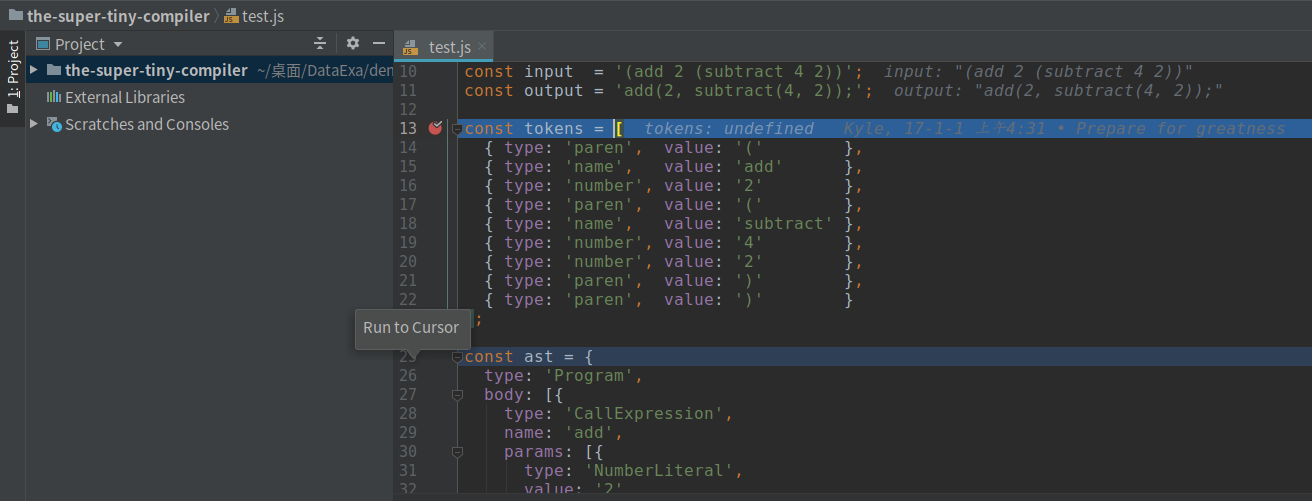 the-super-tiny-compiler test.js
1: Project
Project
the-super-tiny-compiler ~/桌面/DataExa/den
External Libraries
Scratches and Consoles
test.js
10 const input = '(add 2 (subtract 4 2))'; input: "(add 2 (subtract 4 2))"
11 const output = 'add(2, subtract(4, 2));'; output: "add(2, subtract(4, 2));"
12
13 const tokens = [ tokens: undefined Kyle, 17-1-1 上午4:31 • Prepare for greatness
14 { type: 'paren', value: '(' },
15 { type: 'name', value: 'add' },
16 { type: 'number', value: '2' },
17 { type: 'paren', value: '(' },
18 { type: 'name', value: 'subtract' },
19 { type: 'number', value: '4' },
20 { type: 'number', value: '2' },
21 { type: 'paren', value: ')' },
22 { type: 'paren', value: ')' }
];
Run to Cursor
25 const ast = {
26 type: 'Program',
27 body: [{
28 type: 'CallExpression',
29 name: 'add',
30 params: [{
31 type: 'NumberLiteral',
32 value: '2'